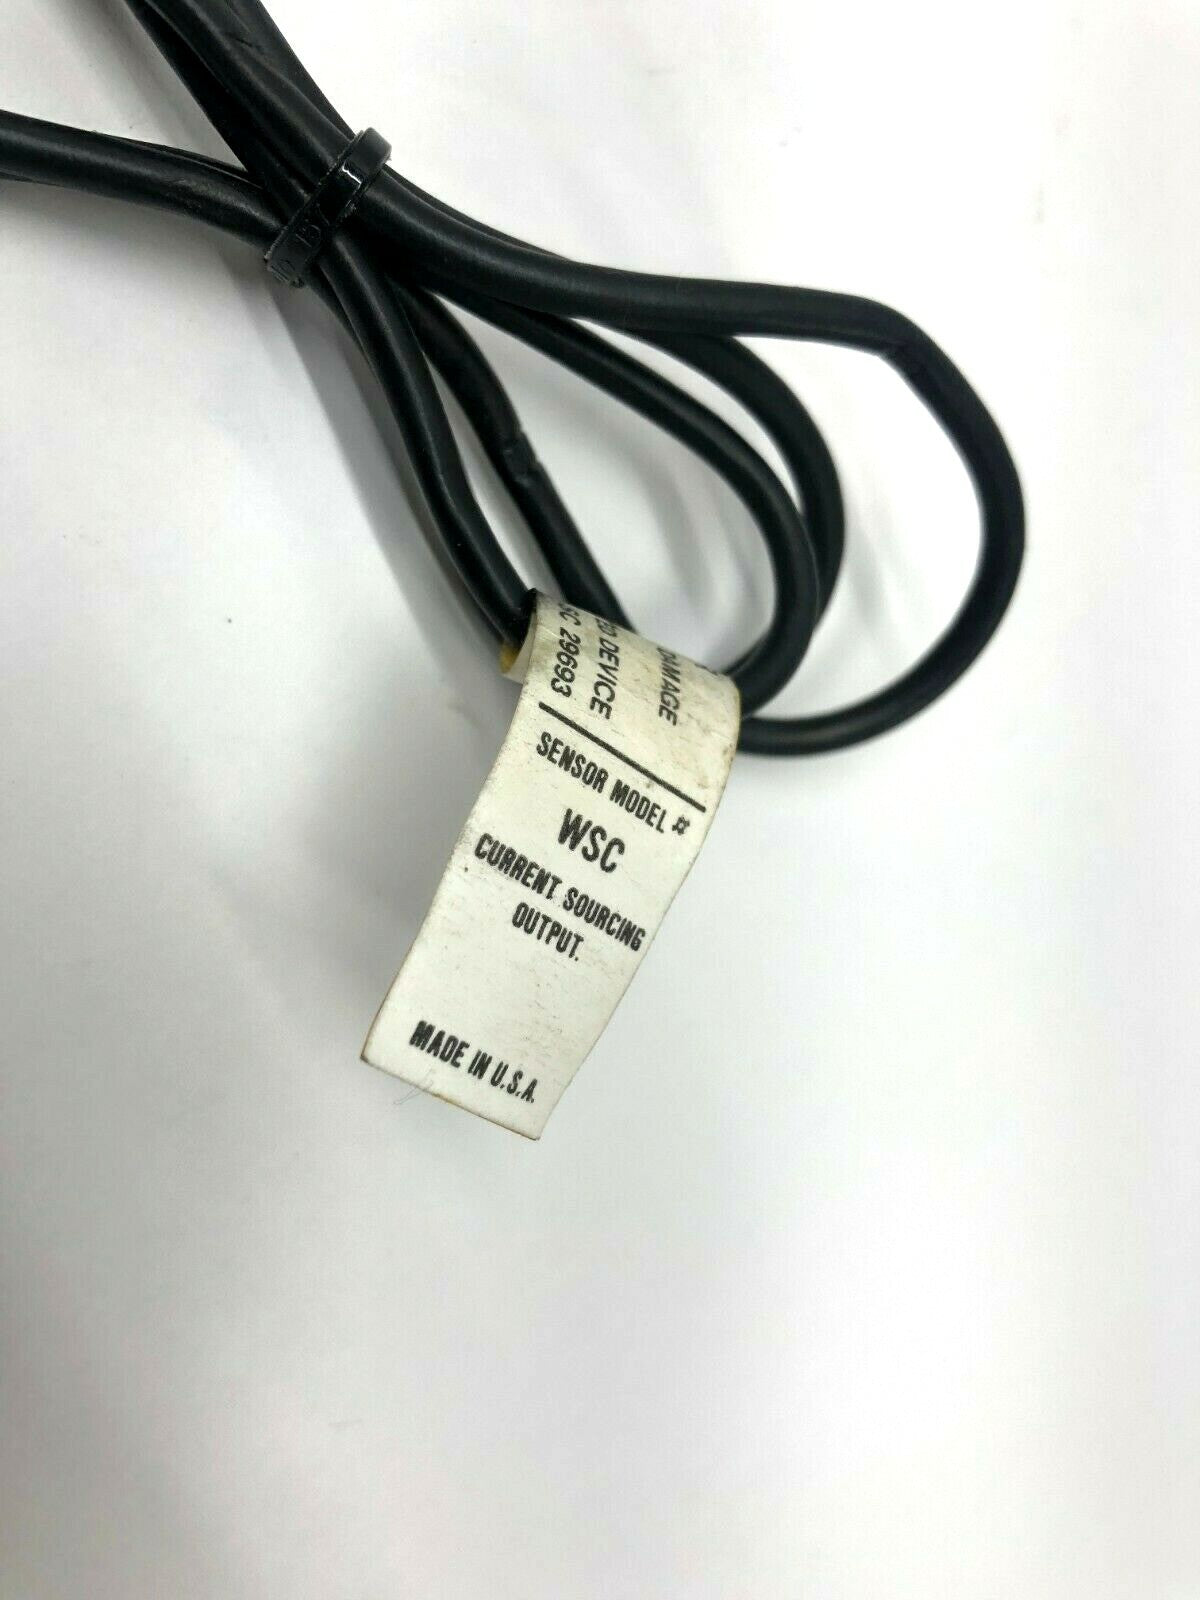 DAMAGE
DEVICE
29693
SENSOR MODEL #
WSC
CURRENT SOURCING
OUTPUT.
MADE IN U.S.A.